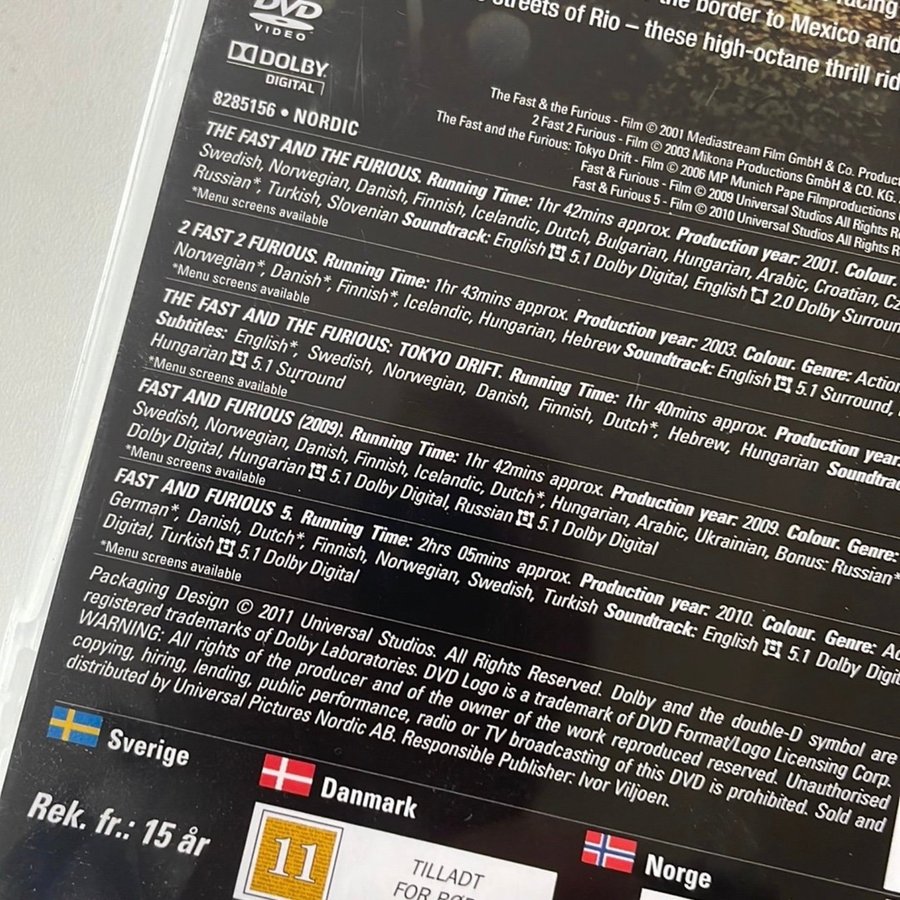 racing
the border to Mexico and
streets of Rio – these high-octane thrill rid
DVD
VIDEO
DOLBY
DIGITAL
8285156 • NORDIC
The Fast & the Furious - Film © 2001 Mediastream Film GmbH & Co. Product
2 Fast 2 Furious - Film © 2003 Mikona Productions GmbH & CO. KG.
The Fast and the Furious: Tokyo Drift - Film © 2006 MP Munich Pape Filmproductions
Fast & Furious - Film © 2009 Universal Studios All Rights Re
Fast & Furious 5 - Film © 2010 Universal Studios All Rights R
THE FAST AND THE FURIOUS. Running Time: 1hr 42mins approx. Production year: 2001. Colour.
Swedish, Norwegian, Danish, Finnish, Icelandic, Dutch, Bulgarian, Hungarian, Arabic, Croatian, Cz
Russian*, Turkish, Slovenian Soundtrack: English 5.1 Dolby Digital, English 2.0 Dolby Surroun
*Menu screens available
2 FAST 2 FURIOUS. Running Time: 1hr 43mins approx. Production year: 2003. Colour. Genre: Action
Norwegian*, Danish*, Finnish*, Icelandic, Hungarian, Hebrew Soundtrack: English 5.1 Surround,
*Menu screens available
THE FAST AND THE FURIOUS: TOKYO DRIFT. Running Time: 1hr 40mins approx. Production year:
Subtitles: English*, Swedish, Norwegian, Danish, Finnish, Dutch*, Hebrew, Hungarian Soundtra
Hungarian 5.1 Surround
*Menu screens available
FAST AND FURIOUS (2009). Running Time: 1hr 42mins approx. Production year: 2009. Colour. Genre:
Swedish, Norwegian, Danish, Finnish, Icelandic, Dutch*, Hungarian, Arabic, Ukrainian, Bonus: Russian*
Dolby Digital, Hungarian 5.1 Dolby Digital, Russian 5.1 Dolby Digital
*Menu screens available
FAST AND FURIOUS 5. Running Time: 2hrs 05mins approx. Production year: 2010. Colour. Genre: Ac
German*, Danish, Dutch*, Finnish, Norwegian, Swedish, Turkish Soundtrack: English 5.1 Dolby Digit
Digital, Turkish 5.1 Dolby Digital
*Menu screens available
Packaging Design © 2011 Universal Studios. All Rights Reserved. Dolby and the double-D symbol are
registered trademarks of Dolby Laboratories. DVD Logo is a trademark of DVD Format/Logo Licensing Corp.
WARNING: All rights of the producer and of the owner of the work reproduced reserved. Unauthorised
copying, hiring, lending, public performance, radio or TV broadcasting of this DVD is prohibited. Sold and
distributed by Universal Pictures Nordic AB. Responsible Publisher: Ivor Viljoen.
Sverige
Danmark
Norge
Rek. fr.: 15 år
11
TILLADT
FOR BØR